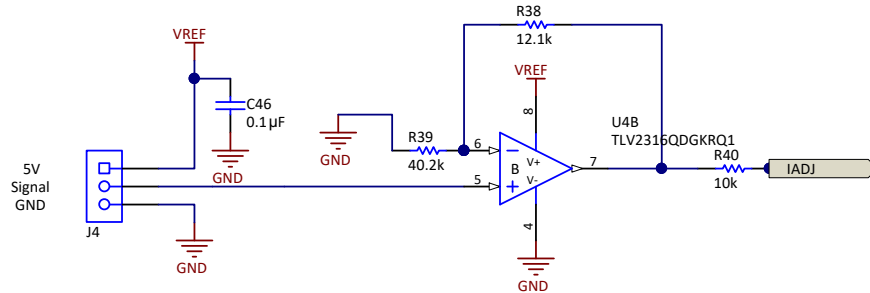 R38
12.1k
VREF
VREF
8
C46
0.1µF
U4B
TLV2316QDGKRQ1
R39
40.2k
6
GND
B
V+
V-
7
R40
10k
IADJ
5V
Signal
GND
GND
5
4
J4
GND
GND